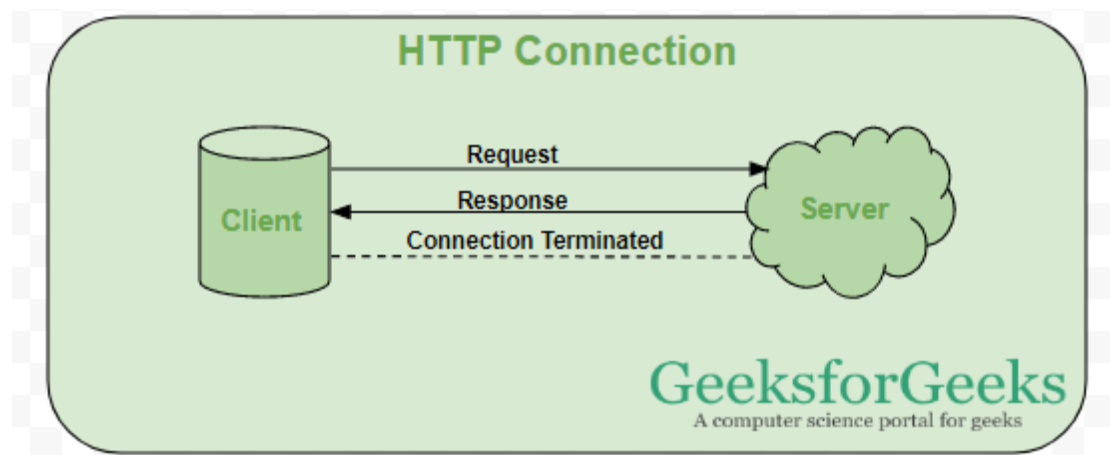 HTTP Connection
Request
Response
Connection Terminated
Client
Server
GeeksforGeeks
A computer science portal for geeks